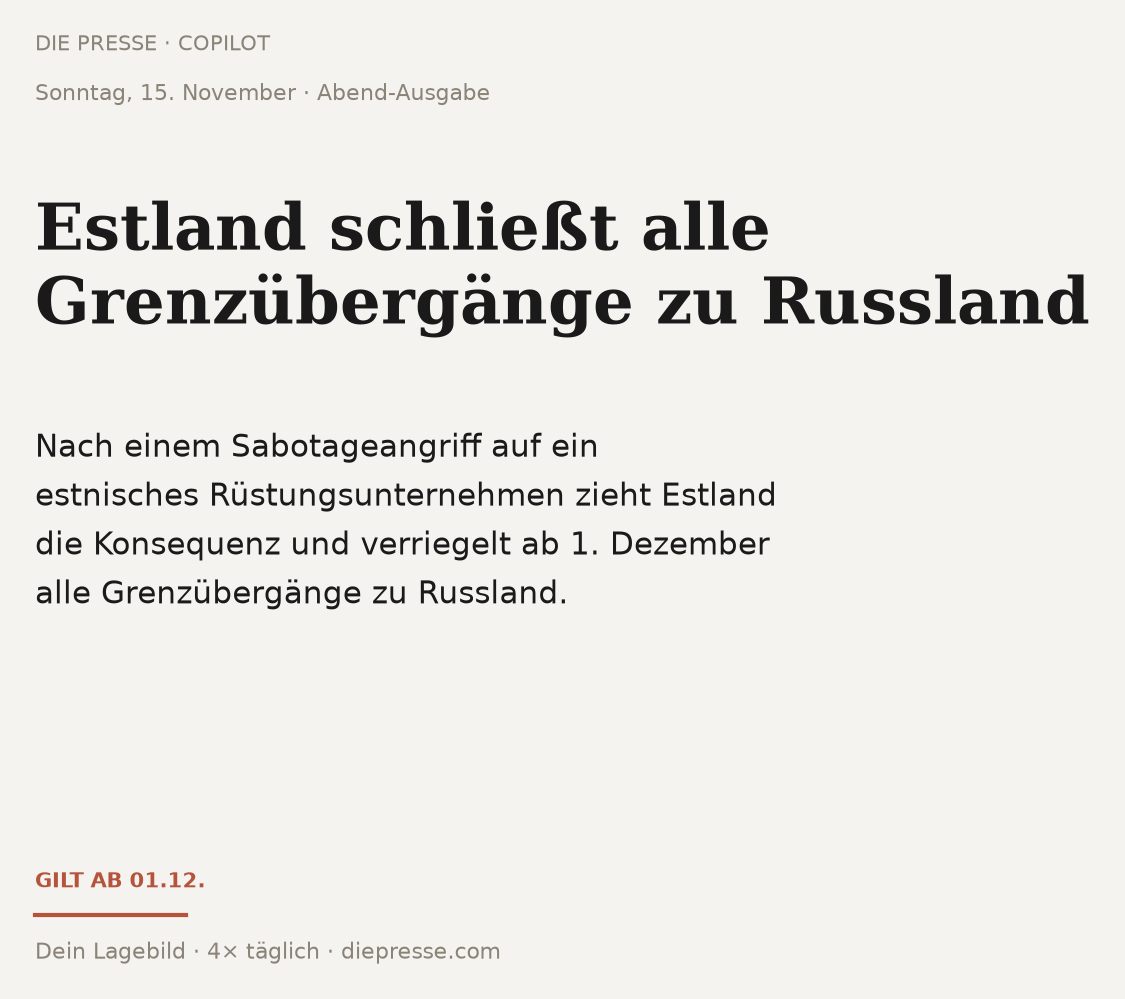 DIE PRESSE · COPILOT
Sonntag, 15. November · Abend-Ausgabe
Estland schließt alle
Grenzübergänge zu Russland
Nach einem Sabotageangriff auf ein
estnisches Rüstungsunternehmen zieht Estland
die Konsequenz und verriegelt ab 1. Dezember
alle Grenzübergänge zu Russland.
GILT AB 01.12.
Dein Lagebild · 4× täglich · diepresse.com